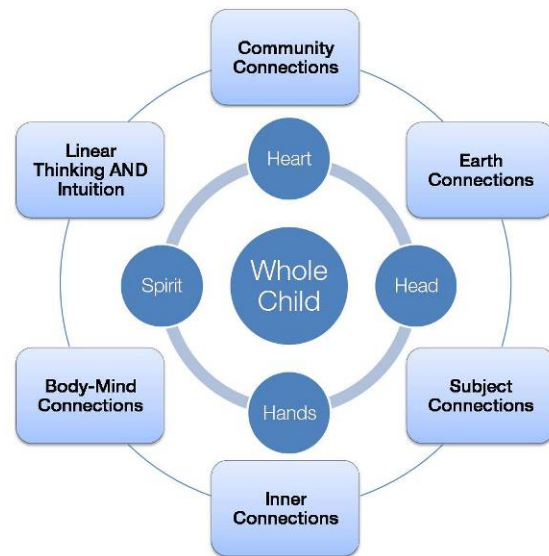 Community
Connections
Linear
Thinking AND
Intuition
Heart
Earth
Connections
Spirit
Whole
Child
Head
Body-Mind
Connections
Hands
Subject
Connections
Inner
Connections